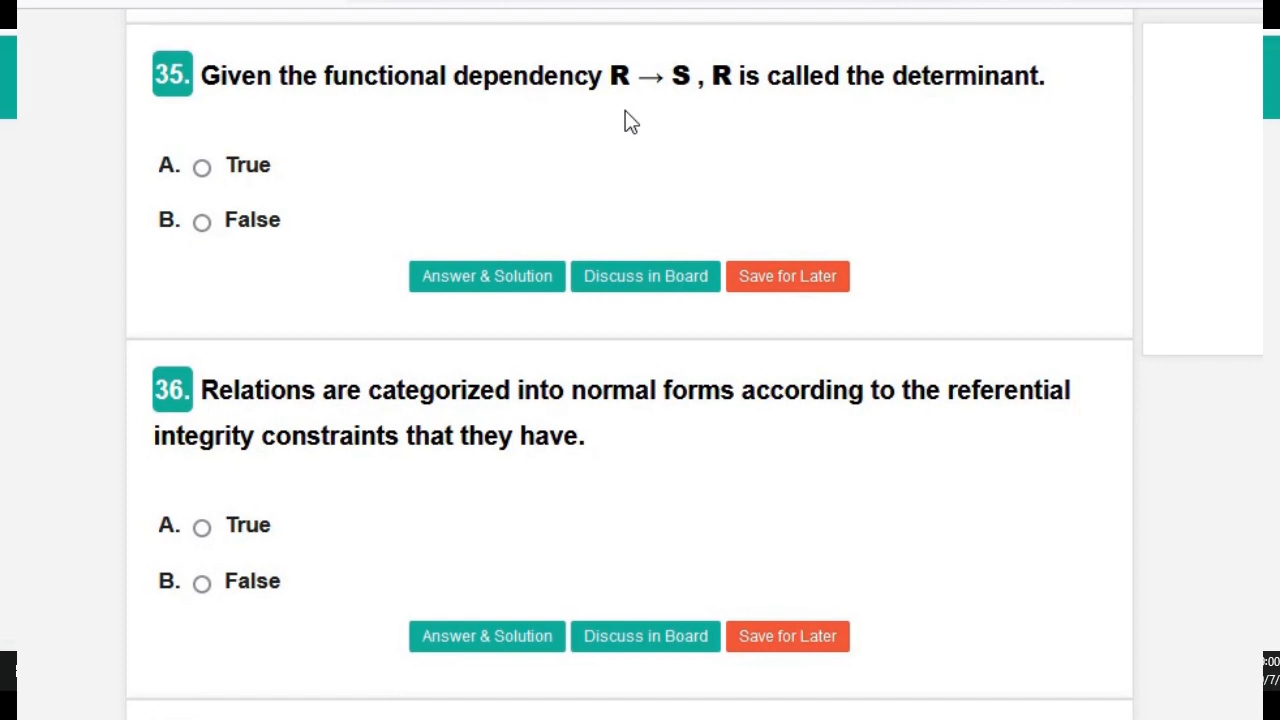 35. Given the functional dependency R → S , R is called the determinant.
A. True
B. False
Answer & Solution Discuss in Board Save for Later
36. Relations are categorized into normal forms according to the referential
integrity constraints that they have.
A. True
B. False
Answer & Solution Discuss in Board Save for Later
:00
/7/